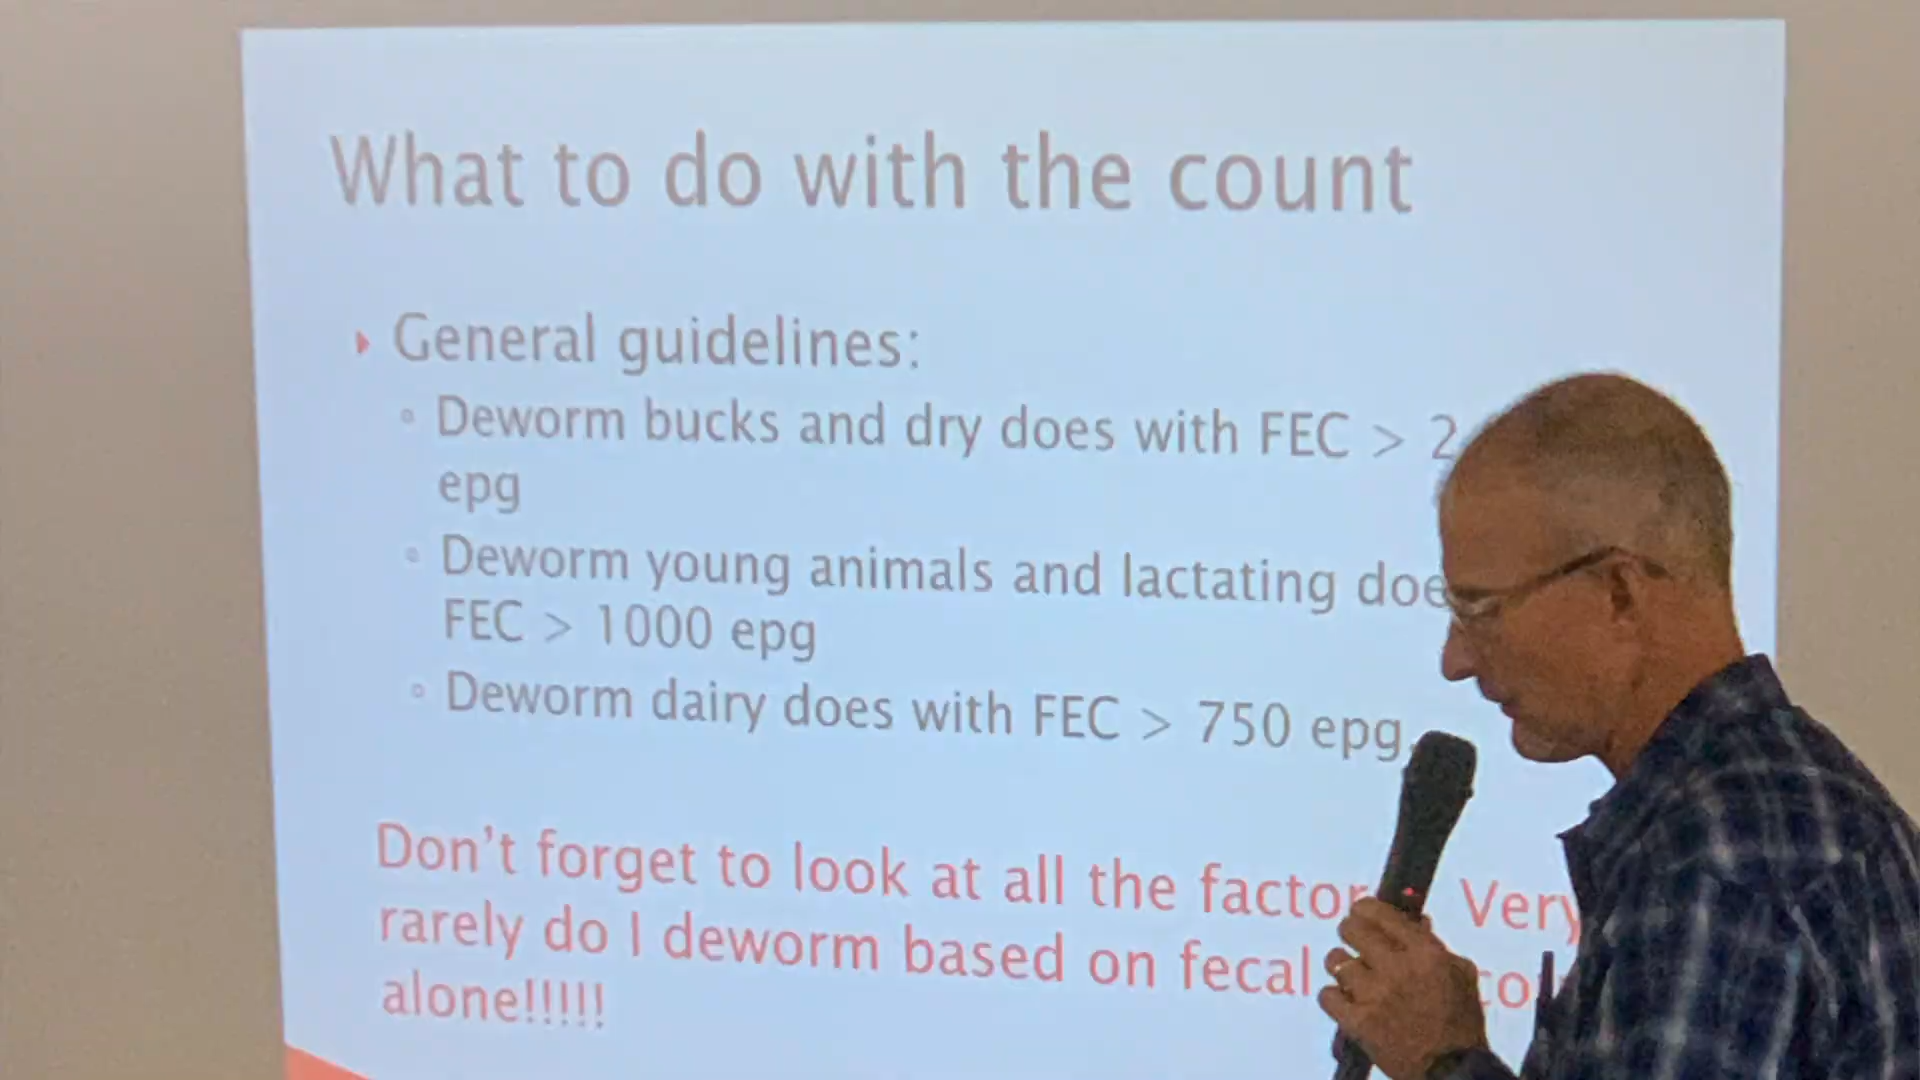 What to do with the count
General guidelines:
Deworm bucks and dry does with FEC > 2
epg
Deworm young animals and lactating doe
FEC > 1000 epg
Deworm dairy does with FEC > 750 epg.
Don't forget to look at all the factor Very
rarely do I deworm based on fecal
alone!!!!!